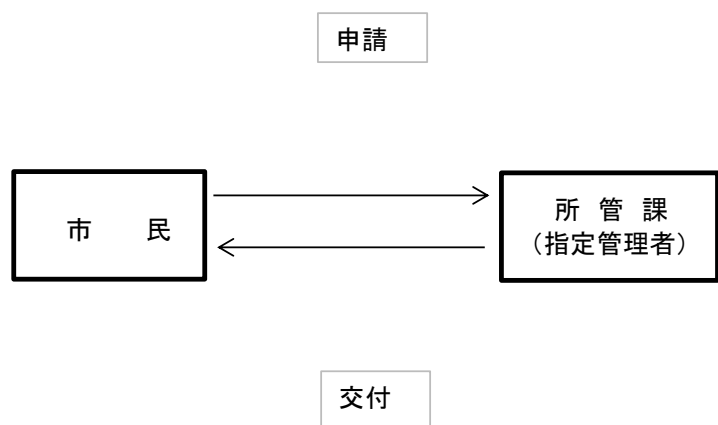 申請
市　　民
所 管 課
（指定管理者）
交付